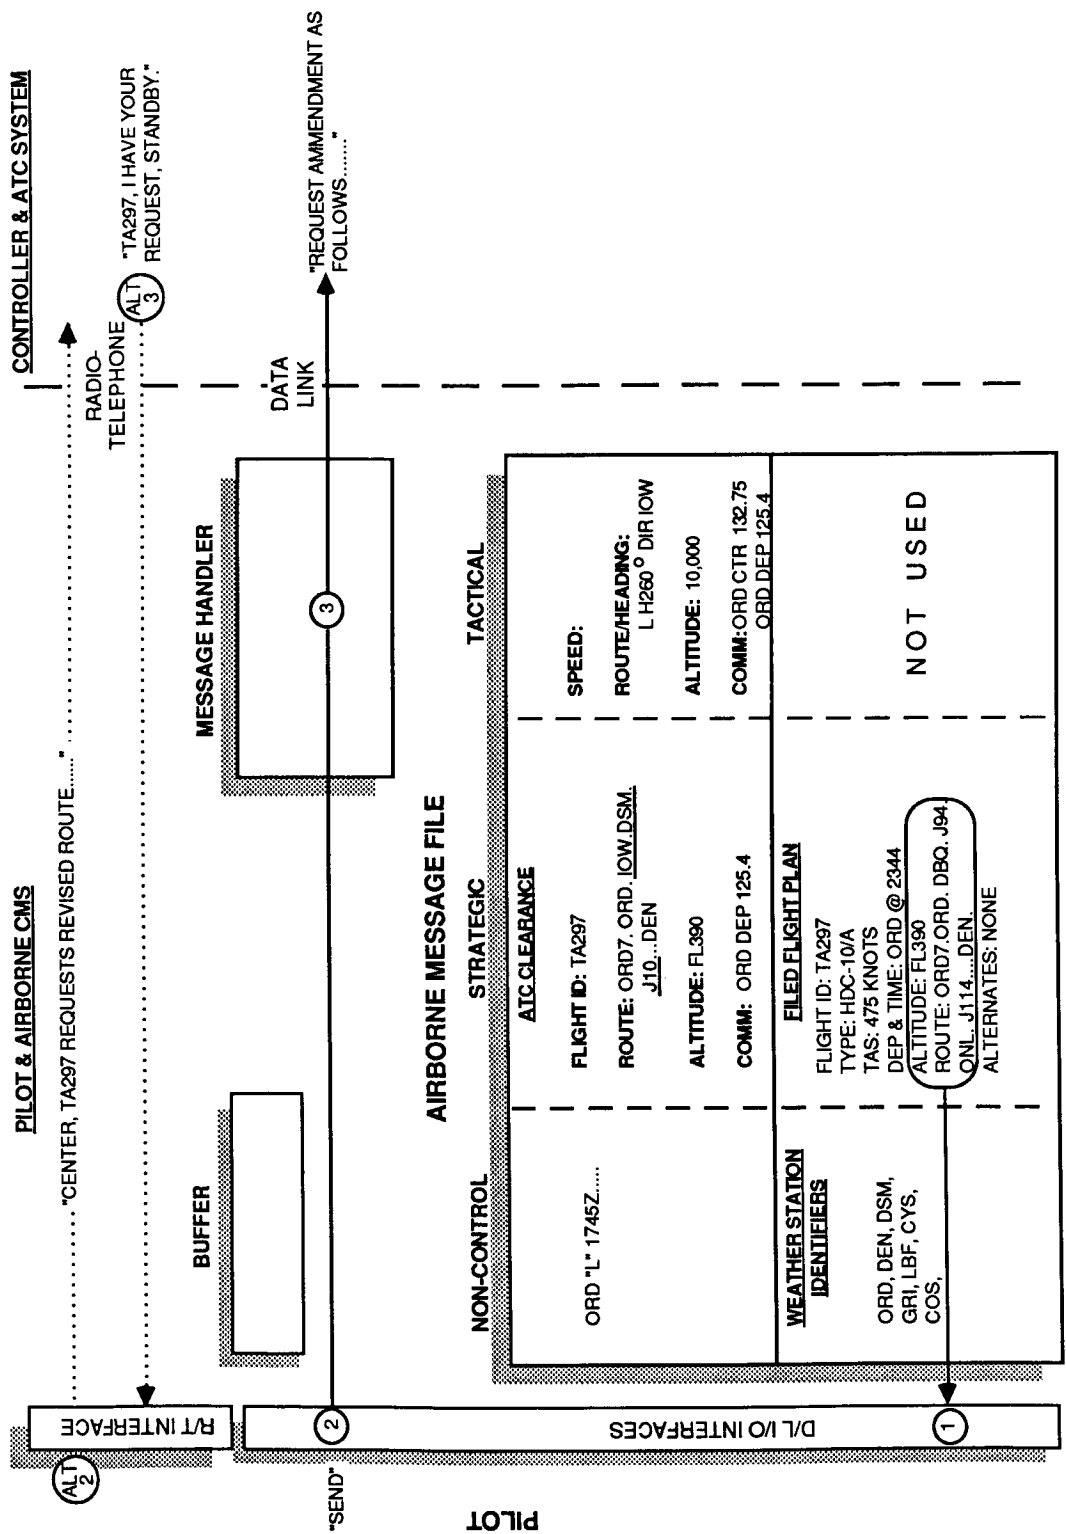 PILOT & AIRBORNE CMS
CONTROLLER & ATC SYSTEM
ALT
2
R/T INTERFACE
"CENTER, TA297 REQUESTS REVISED ROUTE......"
RADIO-
TELEPHONE
ALT
3
"TA297, I HAVE YOUR
REQUEST, STANDBY."
BUFFER
MESSAGE HANDLER
DATA
LINK
"SEND"
2
3
"REQUEST AMMENDMENT AS
FOLLOWS......."
PILOT
D/L I/O INTERFACES
1
AIRBORNE MESSAGE FILE
NON-CONTROL
STRATEGIC
TACTICAL
ORD "L" 1745Z.....
ATC CLEARANCE
FLIGHT ID: TA297
ROUTE: ORD7. ORD. IOW.DSM.
J10...DEN
ALTITUDE: FL390
COMM: ORD DEP 125.4
SPEED:
ROUTE/HEADING:
L H260° DIR IOW
ALTITUDE: 10,000
COMM:ORD CTR 132.75
ORD DEP 125.4
WEATHER STATION
IDENTIFIERS
ORD, DEN, DSM,
GRI, LBF, CYS,
COS,
FILED FLIGHT PLAN
FLIGHT ID: TA297
TYPE: HDC-10/A
TAS: 475 KNOTS
DEP & TIME: ORD @ 2344
ALTITUDE: FL390
ROUTE: ORD7.ORD. DBQ. J94.
ONL. J114...DEN.
ALTERNATES: NONE
NOT USED